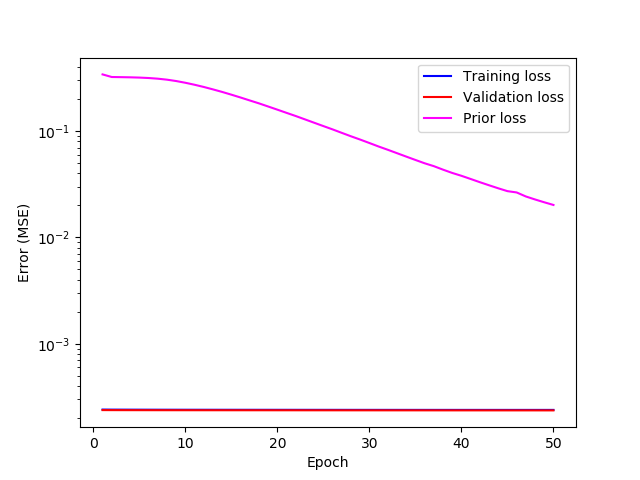 Training loss
Validation loss
Prior loss
10⁻¹
10⁻²
10⁻³
Error (MSE)
0 10 20 30 40 50
Epoch